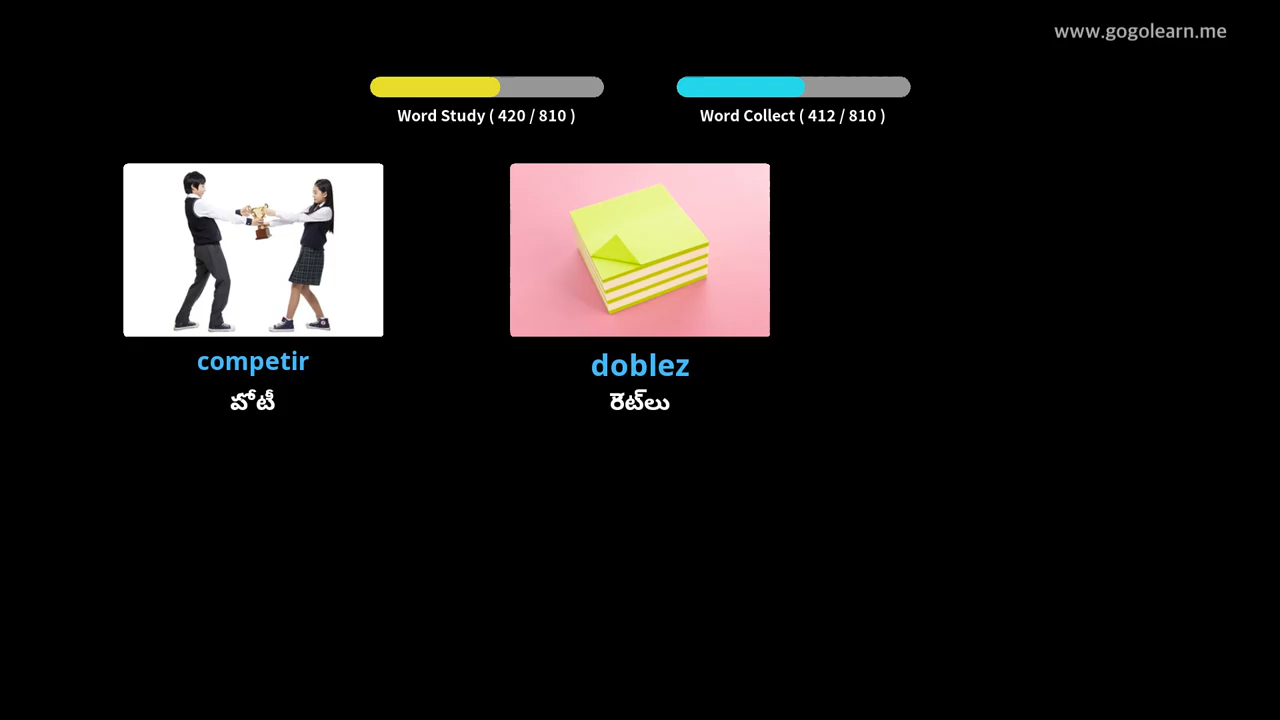 www.gogolearn.me
Word Study ( 420 / 810 )
Word Collect ( 412 / 810 )
competir
పోటీ
doblez
రెట్‌లు